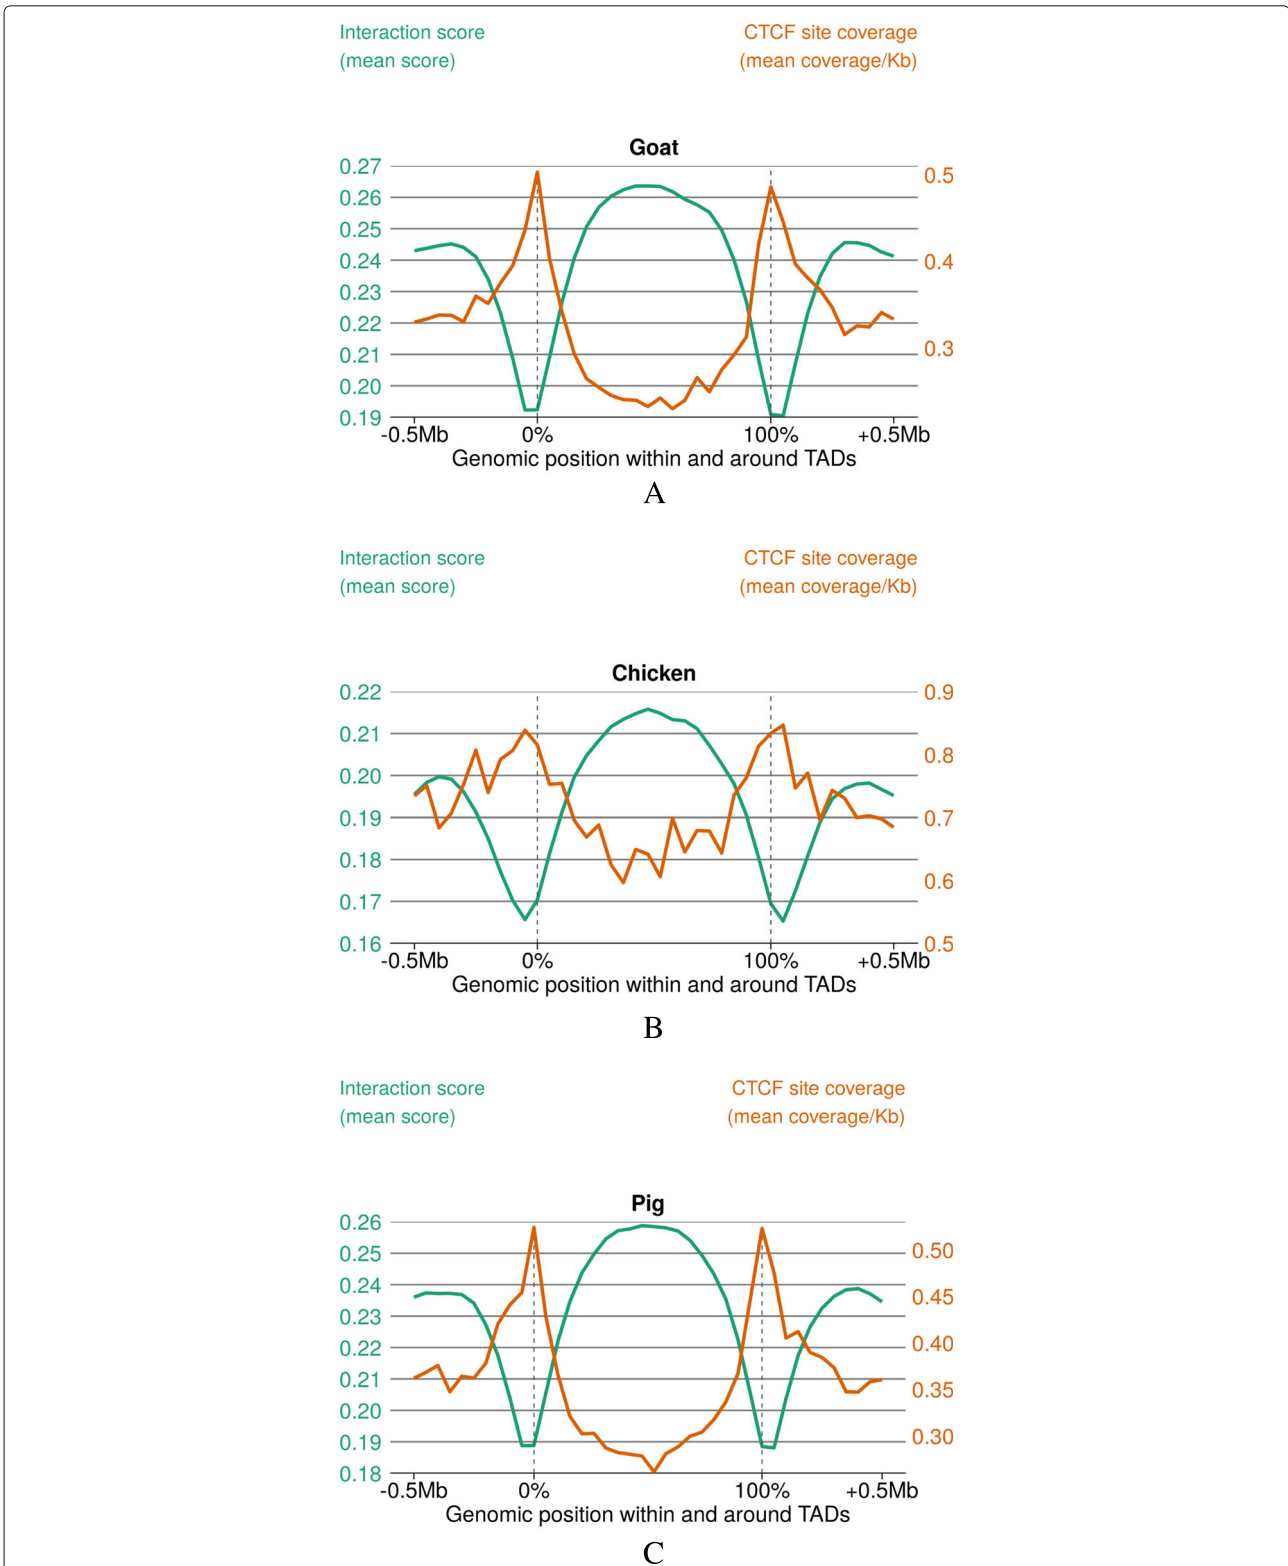 Interaction score
(mean score)
CTCF site coverage
(mean coverage/Kb)
Goat
0.27
0.26
0.25
0.24
0.23
0.22
0.21
0.20
0.19
0.5
0.4
0.3
-0.5Mb 0% 100% +0.5Mb
Genomic position within and around TADs
A
Interaction score
(mean score)
CTCF site coverage
(mean coverage/Kb)
Chicken
0.22
0.21
0.20
0.19
0.18
0.17
0.16
0.9
0.8
0.7
0.6
0.5
-0.5Mb 0% 100% +0.5Mb
Genomic position within and around TADs
B
Interaction score
(mean score)
CTCF site coverage
(mean coverage/Kb)
Pig
0.26
0.25
0.24
0.23
0.22
0.21
0.20
0.19
0.18
0.50
0.45
0.40
0.35
0.30
-0.5Mb 0% 100% +0.5Mb
Genomic position within and around TADs
C